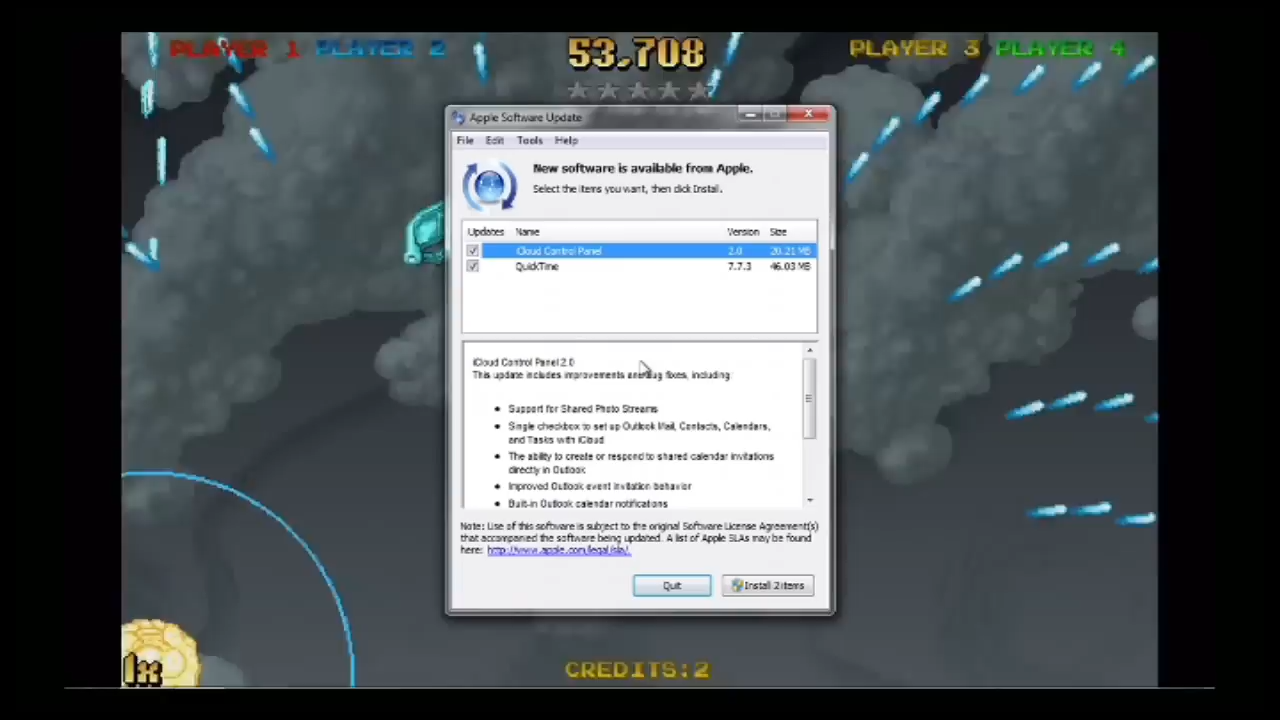 PLAYER 1 PLAYER 2 53,708 PLAYER 3 PLAYER 4
Apple Software Update
File Edit Tools Help
New software is available from Apple.
Select the items you want, then click Install.
Updates Name Version Size
iCloud Control Panel 2.0 20.21 MB
QuickTime 7.7.3 46.03 MB
iCloud Control Panel 2.0
This update includes improvements and bug fixes, including:
• Support for Shared Photo Streams
• Single checkbox to set up Outlook Mail, Contacts, Calendars,
and Tasks with iCloud
• The ability to create or respond to shared calendar invitations
directly in Outlook
• Improved Outlook event invitation behavior
• Built-in Outlook calendar notifications
Note: Use of this software is subject to the original Software License Agreement(s)
that accompanied the software being updated. A list of Apple SLAs may be found
here: http://www.apple.com/legal/sla/.
Quit Install 2 items
1x
CREDITS:2